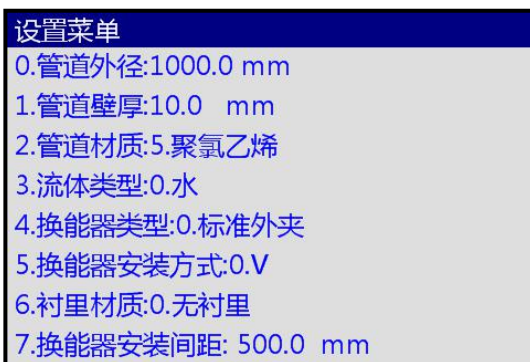 设置菜单
0.管道外径:1000.0 mm
1.管道壁厚:10.0 mm
2.管道材质:5.聚氯乙烯
3.流体类型:0.水
4.换能器类型:0.标准外夹
5.换能器安装方式:0.V
6.衬里材质:0.无衬里
7.换能器安装间距: 500.0 mm